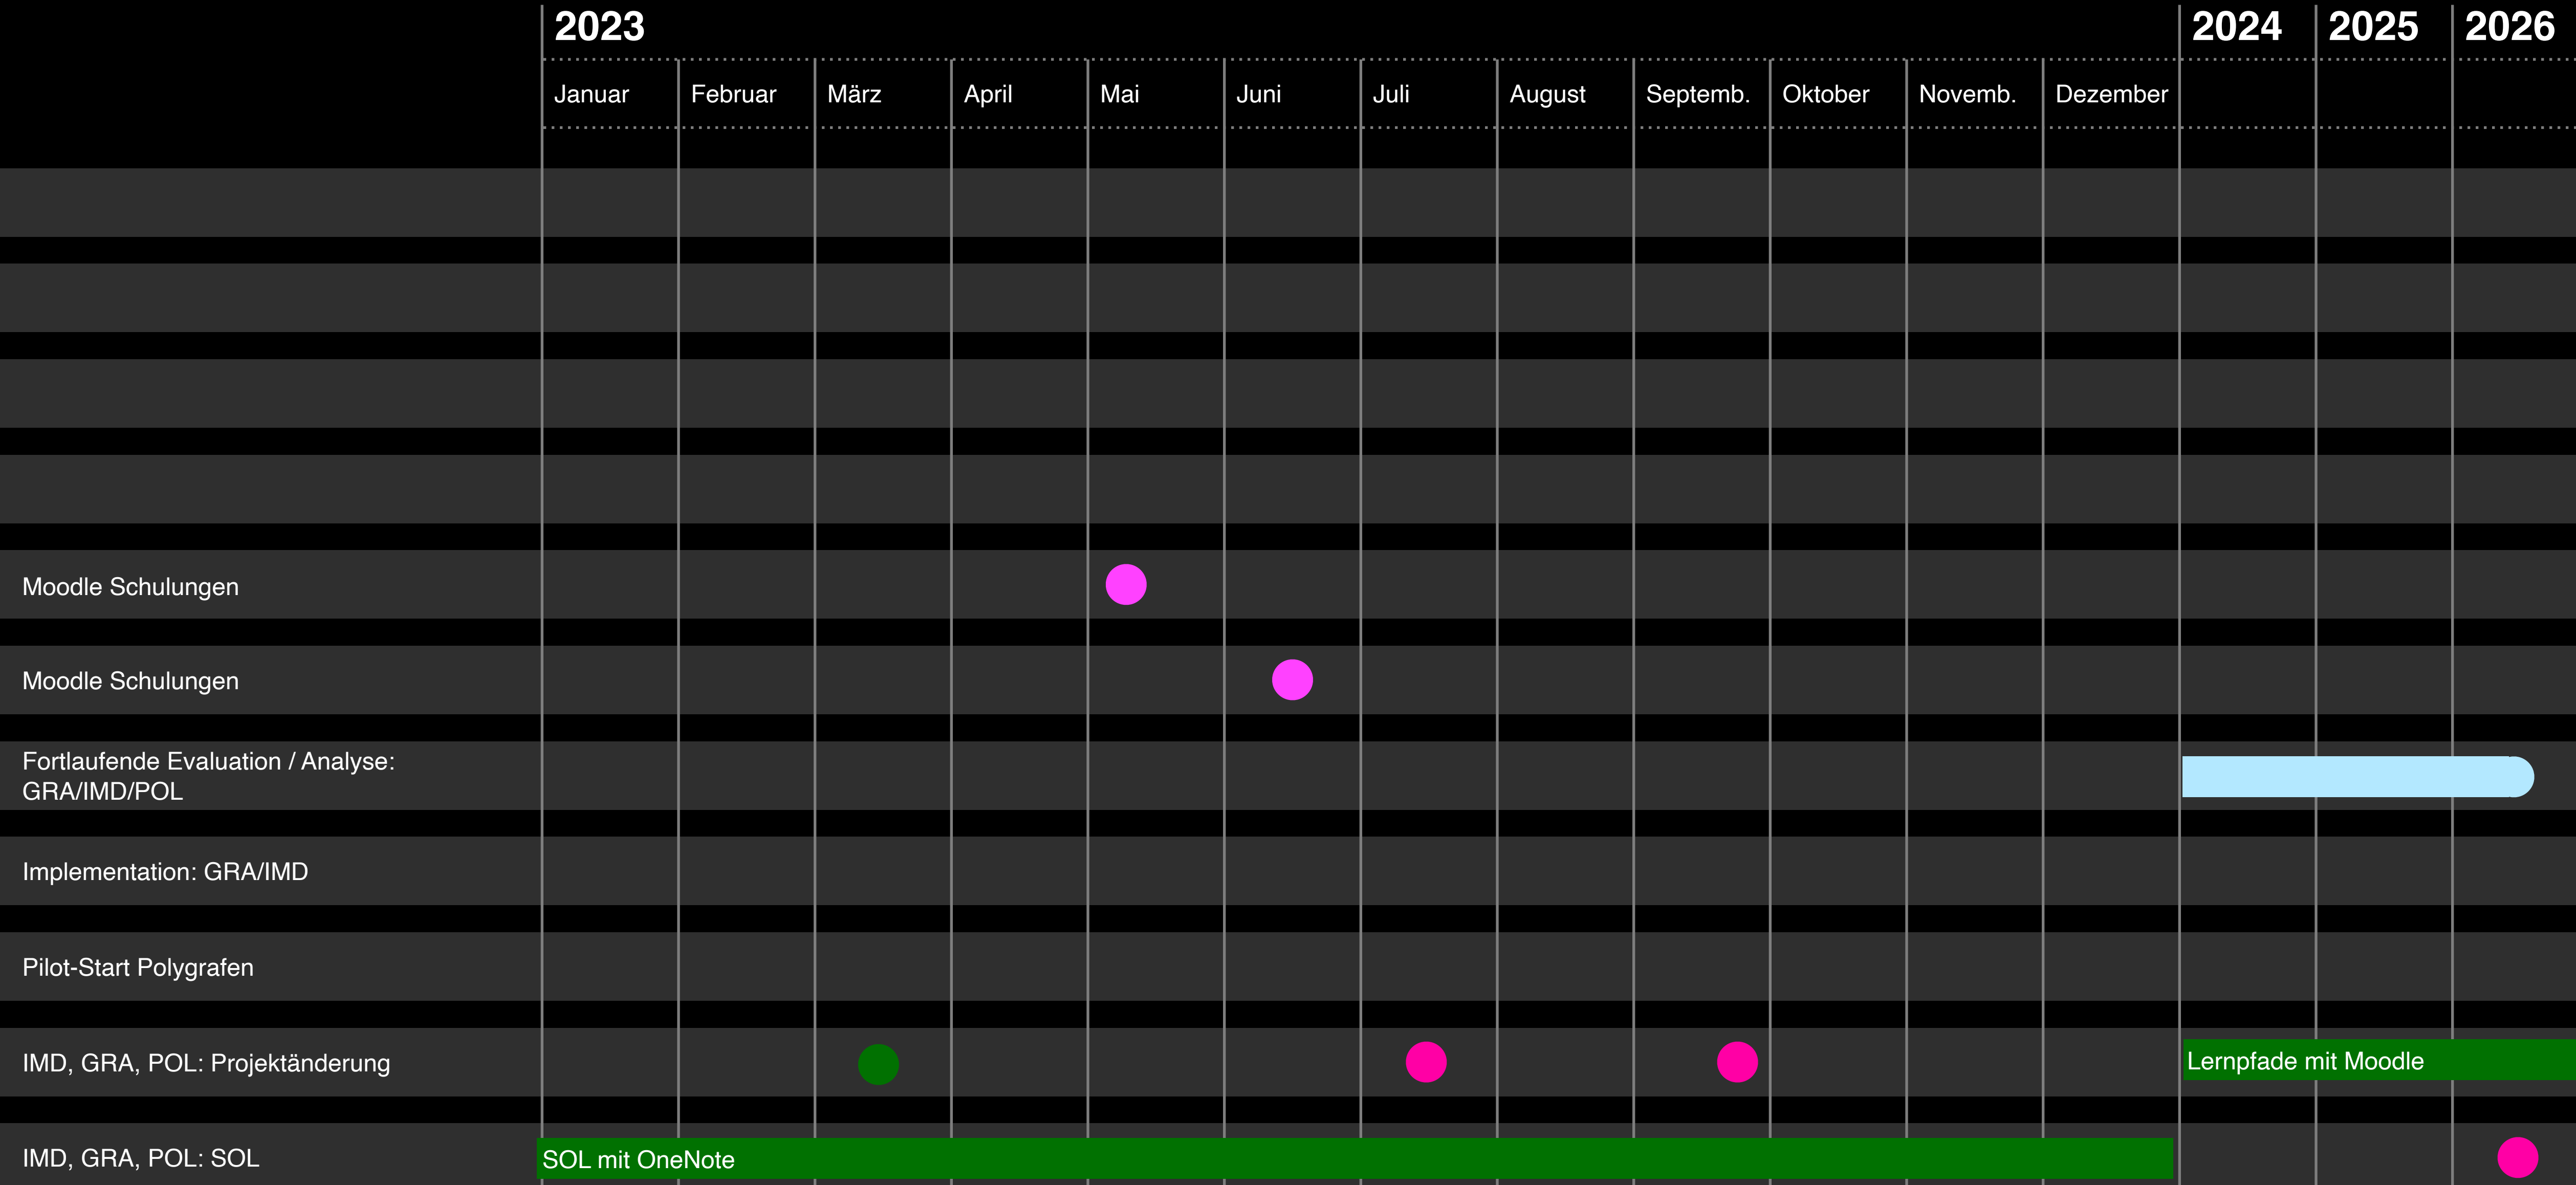 2023 2024 2025 2026
Januar Februar März April Mai Juni Juli August Septemb. Oktober Novemb. Dezember
Moodle Schulungen
Moodle Schulungen
Fortlaufende Evaluation / Analyse:
GRA/IMD/POL
Implementation: GRA/IMD
Pilot-Start Polygrafen
IMD, GRA, POL: Projektänderung Lernpfade mit Moodle
IMD, GRA, POL: SOL SOL mit OneNote